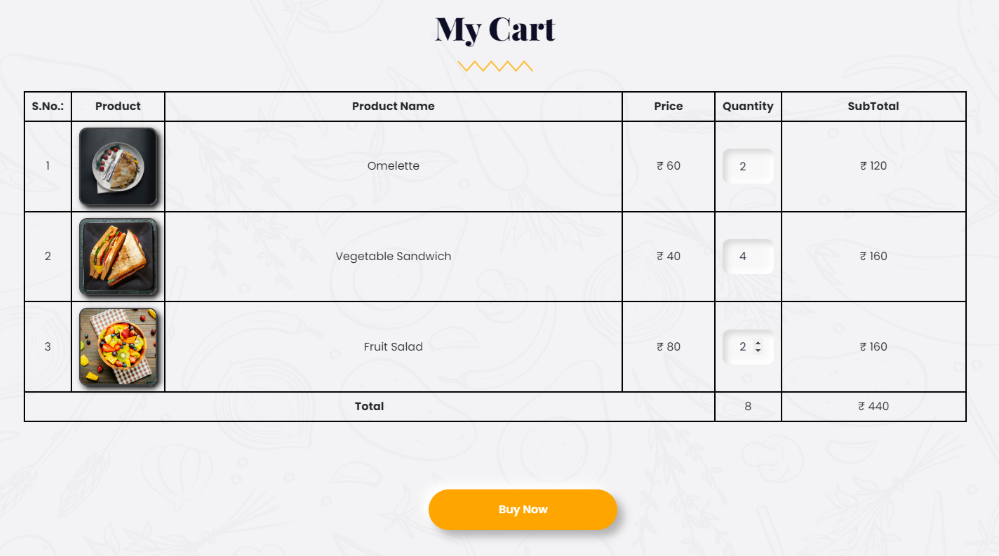 My Cart
S.No.: Product Product Name Price Quantity SubTotal
1 Omelette ₹ 60 2 ₹ 120
2 Vegetable Sandwich ₹ 40 4 ₹ 160
3 Fruit Salad ₹ 80 2 ₹ 160
Total 8 ₹ 440
Buy Now